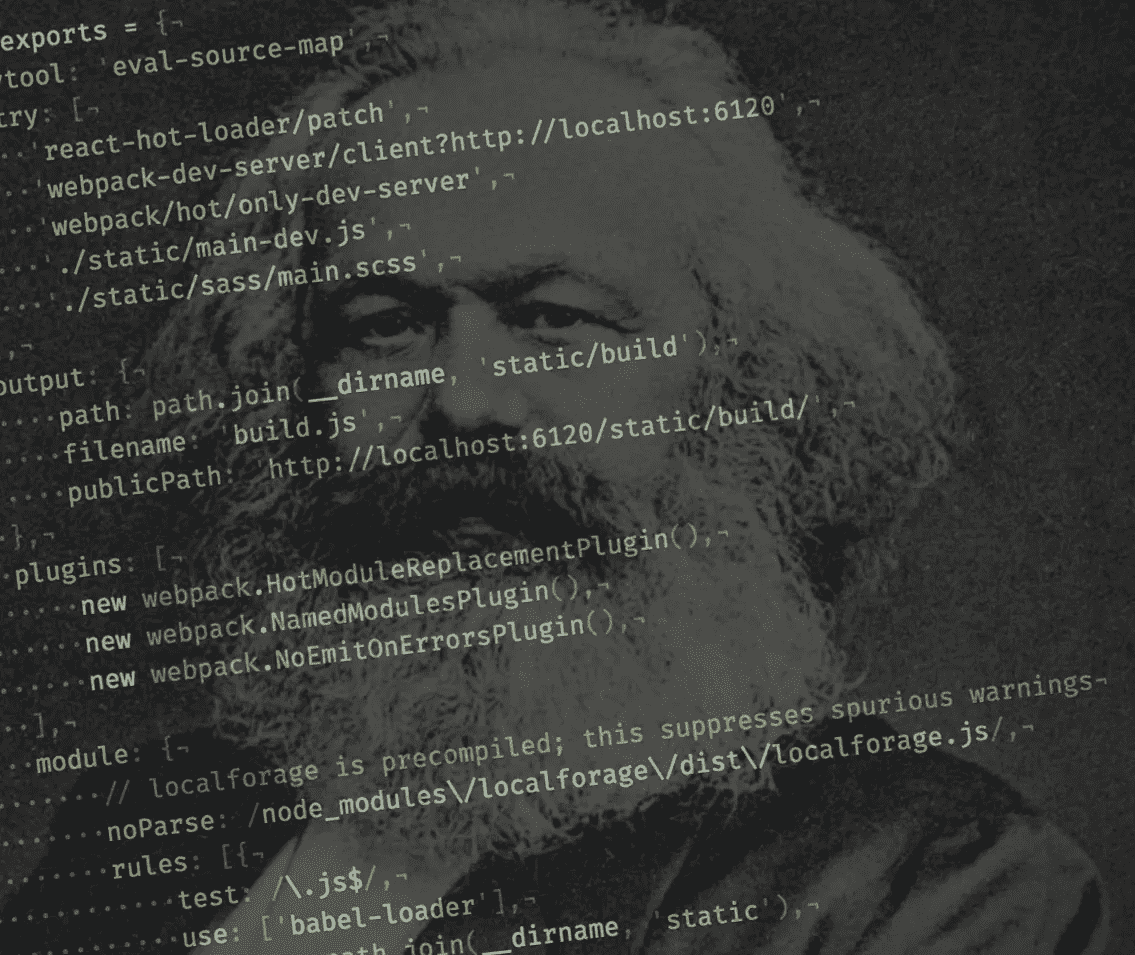 exports = {¬
tool: 'eval-source-map',¬
try: [¬
····'react-hot-loader/patch',¬
····'webpack-dev-server/client?http://localhost:6120',¬
····'webpack/hot/only-dev-server',¬
····'./static/main-dev.js',¬
····'./static/sass/main.scss',¬
,¬
output: {¬
····path: path.join(__dirname, 'static/build'),¬
····filename: 'build.js',¬
····publicPath: 'http://localhost:6120/static/build/',¬
·},¬
·plugins: [¬
·····new webpack.HotModuleReplacementPlugin(),¬
·····new webpack.NamedModulesPlugin(),¬
······new webpack.NoEmitOnErrorsPlugin(),¬
··],¬
··module: {¬
·······// localforage is precompiled; this suppresses spurious warnings¬
·······noParse: /node_modules\/localforage\/dist\/localforage.js/,¬
·······rules: [{¬
············test: /\.js$/,¬
············use: ['babel-loader'],¬
path.join(__dirname, 'static'),¬